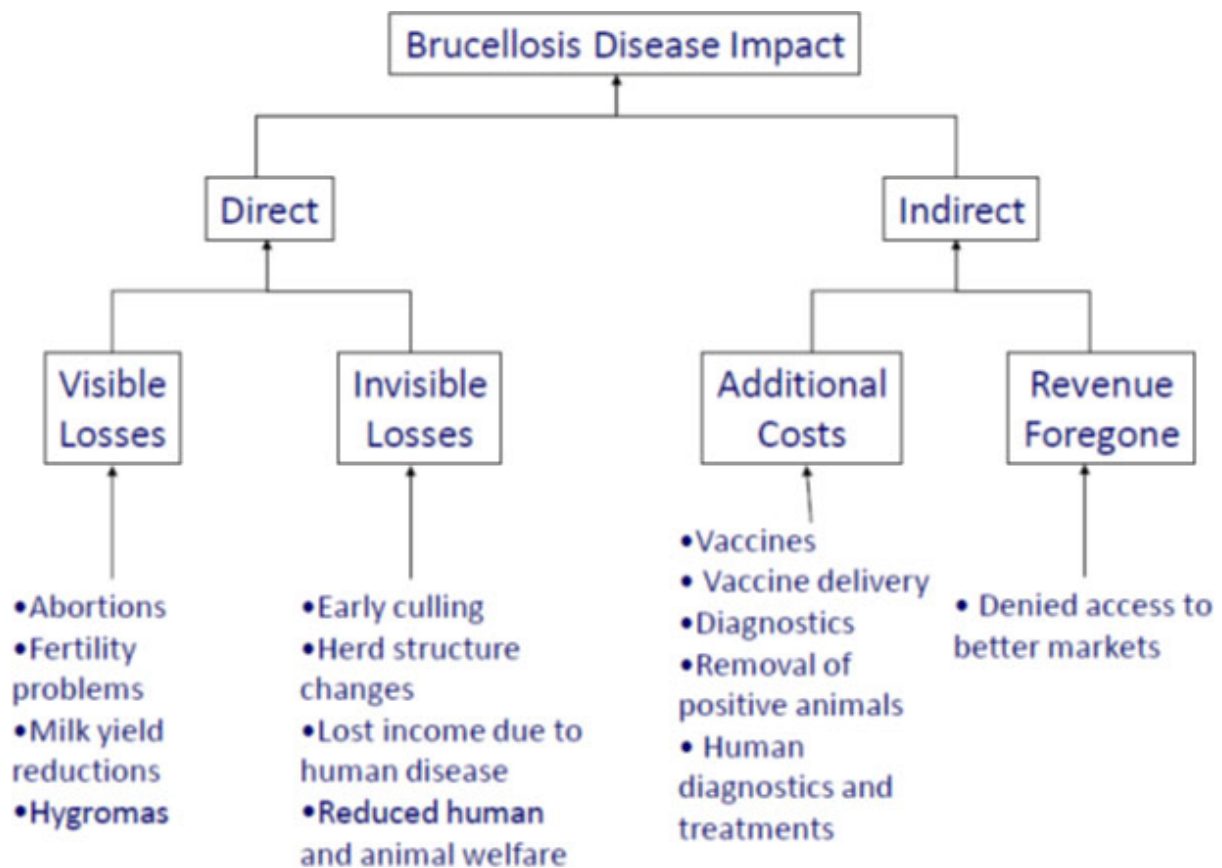 Brucellosis Disease Impact
Direct
Indirect
Visible
Losses
Invisible
Losses
Additional
Costs
Revenue
Foregone
•Abortions
•Fertility
problems
•Milk yield
reductions
•Hygromas
•Early culling
•Herd structure
changes
•Lost income due to
human disease
•Reduced human
and animal welfare
•Vaccines
• Vaccine delivery
•Diagnostics
•Removal of
positive animals
• Human
diagnostics and
treatments
• Denied access to
better markets